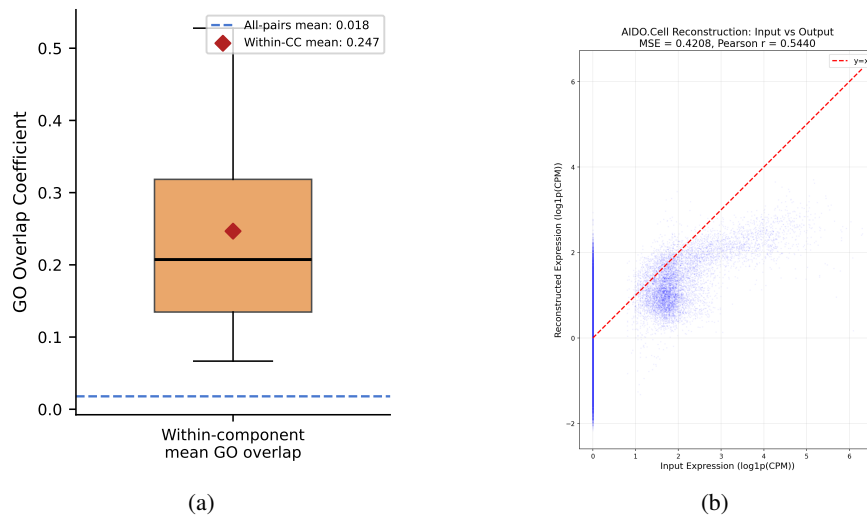 All-pairs mean: 0.018
Within-CC mean: 0.247
GO Overlap Coefficient
0.5
0.4
0.3
0.2
0.1
0.0
Within-component
mean GO overlap
(a)
AIDO.Cell Reconstruction: Input vs Output
MSE = 0.4208, Pearson r = 0.5440
y=x
Reconstructed Expression (log1p(CPM))
6
4
2
0
−2
0 1 2 3 4 5 6
Input Expression (log1p(CPM))
(b)